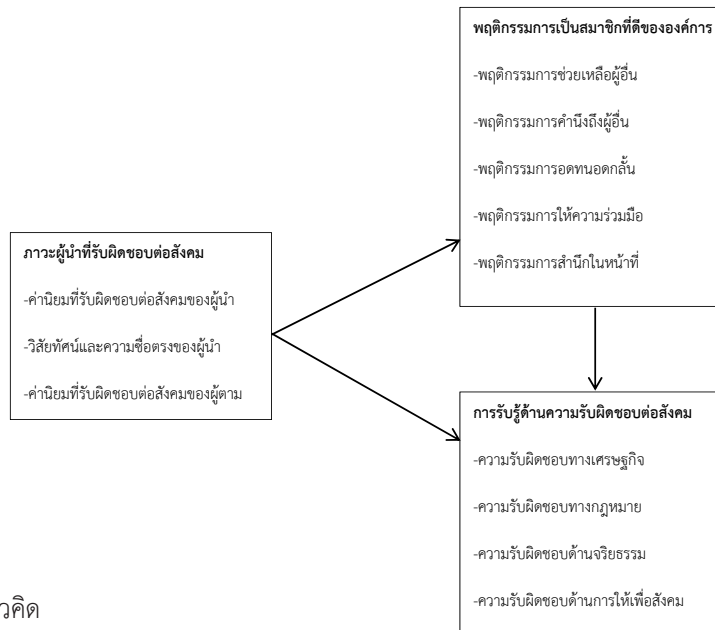 พฤติกรรมการเป็นสมาชิกที่ดีขององค์การ
-พฤติกรรมการช่วยเหลือผู้อื่น
-พฤติกรรมการคำนึงถึงผู้อื่น
-พฤติกรรมการอดทนอดกลั้น
-พฤติกรรมการให้ความร่วมมือ
-พฤติกรรมการสำนึกในหน้าที่
ภาวะผู้นำที่รับผิดชอบต่อสังคม
-ค่านิยมที่รับผิดชอบต่อสังคมของผู้นำ
-วิสัยทัศน์และความซื่อตรงของผู้นำ
-ค่านิยมที่รับผิดชอบต่อสังคมของผู้ตาม
การรับรู้ด้านความรับผิดชอบต่อสังคม
-ความรับผิดชอบทางเศรษฐกิจ
-ความรับผิดชอบทางกฎหมาย
-ความรับผิดชอบด้านจริยธรรม
-ความรับผิดชอบด้านการให้เพื่อสังคม
วคิด